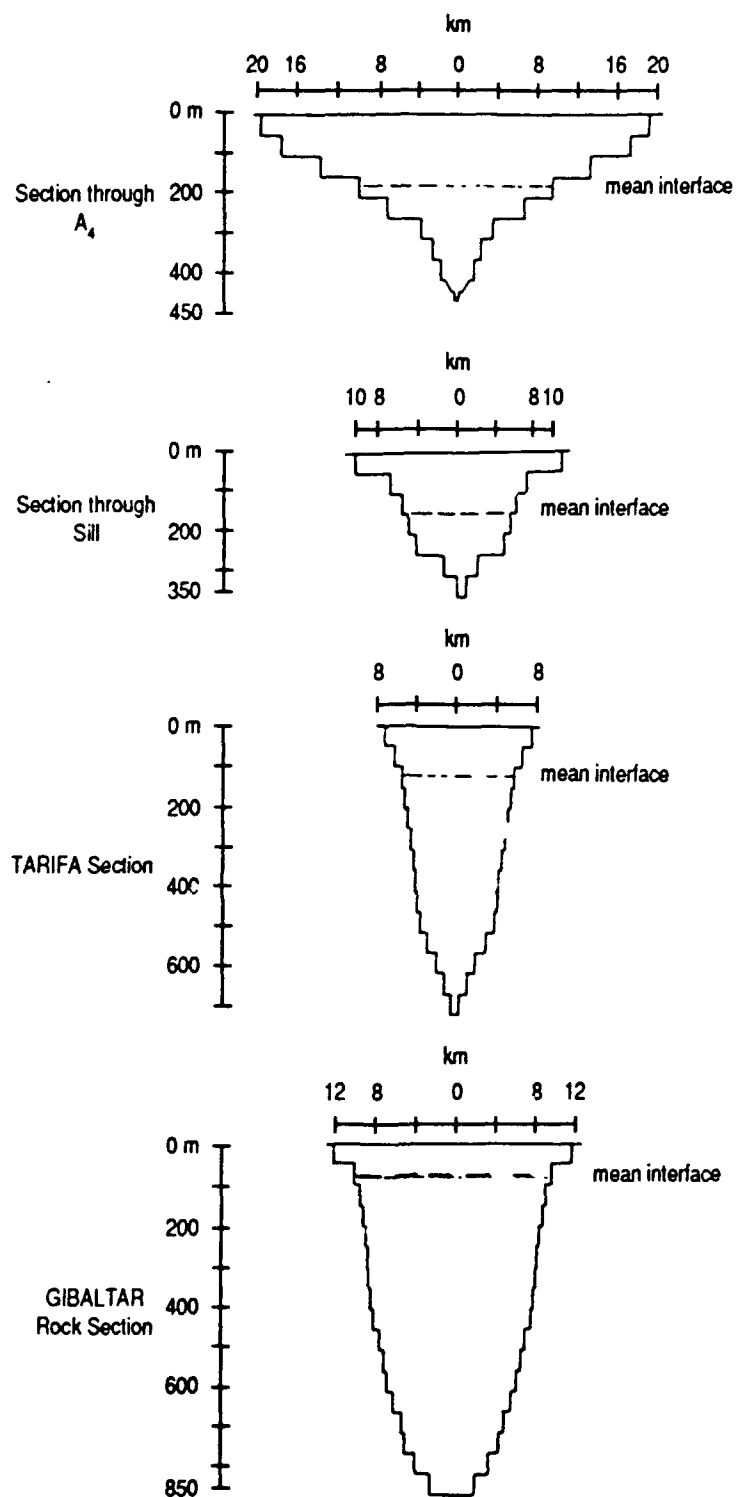 km
20 16 8 0 8 16 20
0 m
200
400
450
Section through
A4
mean interface
km
10 8 0 8 10
0 m
200
350
Section through
Sill
mean interface
km
8 0 8
0 m
200
400
600
TARIFA Section
mean interface
km
12 8 0 8 12
0 m
200
400
600
850
GIBALTAR
Rock Section
mean interface